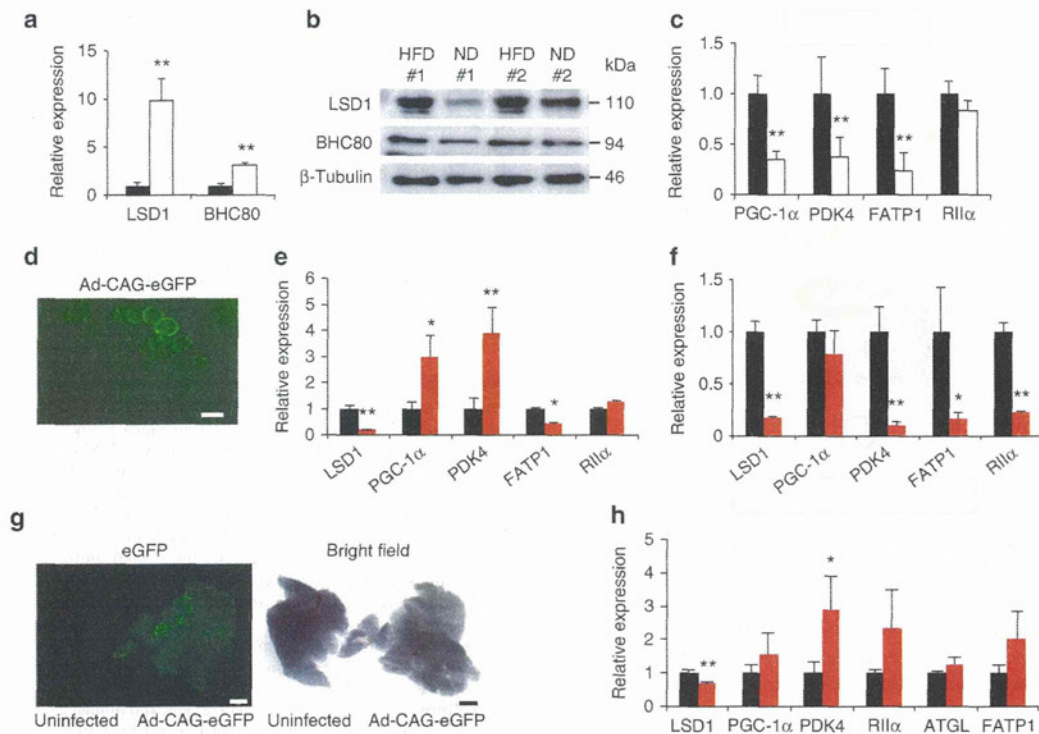 a
Relative expression
15
10
5
0
**
**
LSD1 BHC80
b
HFD ND HFD ND
#1 #1 #2 #2 kDa
LSD1 110
BHC80 94
β-Tubulin 46
c
Relative expression
1.5
1.0
0.5
0
** ** **
PGC-1α PDK4 FATP1 RIIα
d
Ad-CAG-eGFP
e
Relative expression
6
5
4
3
2
1
0
** * ** *
LSD1 PGC-1α PDK4 FATP1 RIIα
f
Relative expression
1.5
1.0
0.5
0
** ** * **
LSD1 PGC-1α PDK4 FATP1 RIIα
g
eGFP Bright field
Uninfected Ad-CAG-eGFP Uninfected Ad-CAG-eGFP
h
Relative expression
5
4
3
2
1
0
** *
LSD1 PGC-1α PDK4 RIIα ATGL FATP1